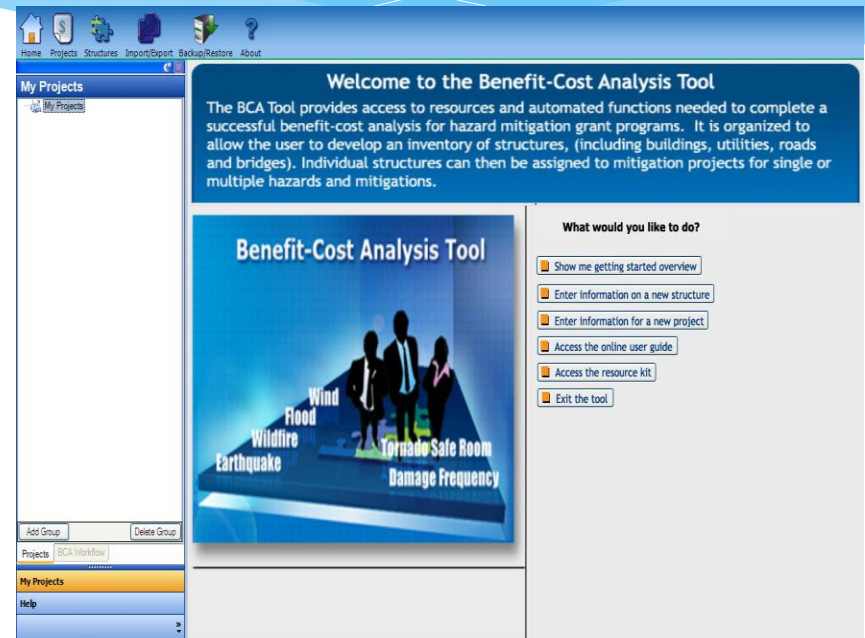 Home Projects Structures Import/Export Backup/Restore About
My Projects
My Projects
Add Group Delete Group
Projects BCA Workflow
My Projects
Help
Welcome to the Benefit-Cost Analysis Tool
The BCA Tool provides access to resources and automated functions needed to complete a
successful benefit-cost analysis for hazard mitigation grant programs. It is organized to
allow the user to develop an inventory of structures, (including buildings, utilities, roads
and bridges). Individual structures can then be assigned to mitigation projects for single or
multiple hazards and mitigations.
Benefit-Cost Analysis Tool
Wind
Flood
Wildfire
Earthquake
Tornado Safe Room
Damage Frequency
What would you like to do?
Show me getting started overview
Enter information on a new structure
Enter information for a new project
Access the online user guide
Access the resource kit
Exit the tool